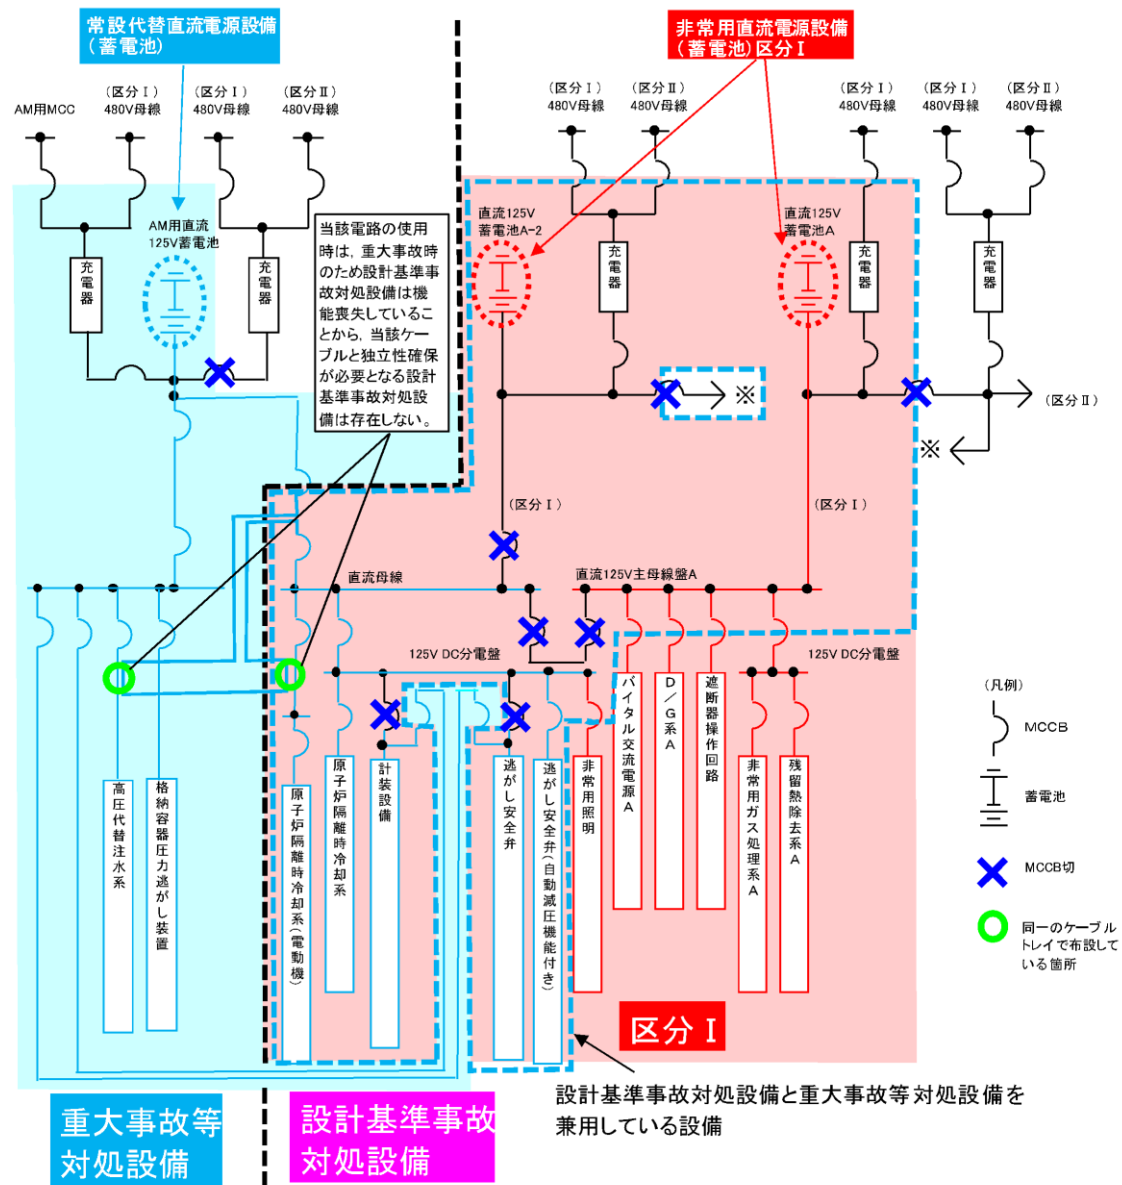 常設代替直流電源設備
（蓄電池）
非常用直流電源設備
（蓄電池）区分Ⅰ
AM用MCC
（区分Ⅰ）
480V母線
（区分Ⅰ）
480V母線
（区分Ⅱ）
480V母線
（区分Ⅰ）
480V母線
（区分Ⅱ）
480V母線
（区分Ⅰ）
480V母線
（区分Ⅰ）
480V母線
（区分Ⅱ）
480V母線
AM用直流
125V蓄電池
充電器
充電器
当該電路の使用
時は，重大事故時
のため設計基準事
故対処設備は機
能喪失しているこ
とから，当該ケー
ブルと独立性確保
が必要となる設計
基準事故対処設
備は存在しない。
直流125V
蓄電池A-2
充電器
直流125V
蓄電池A
充電器
充電器
※
（区分Ⅱ）
※
（区分Ⅰ）
（区分Ⅰ）
直流母線
直流125V主母線盤A
125V DC分電盤
125V DC分電盤
高圧代替注水系
格納容器圧力逃がし装置
原子炉隔離時冷却系(電動機)
原子炉隔離時冷却系
計装設備
逃がし安全弁
逃がし安全弁(自動減圧機能付き)
非常用照明
バイタル交流電源A
D／G系A
遮断器操作回路
非常用ガス処理系A
残留熱除去系A
（凡例）
MCCB
蓄電池
MCCB切
同一のケーブル
トレイで布設して
いる箇所
区分Ⅰ
設計基準事故対処設備と重大事故等対処設備を
兼用している設備
重大事故等
対処設備
設計基準事故
対処設備